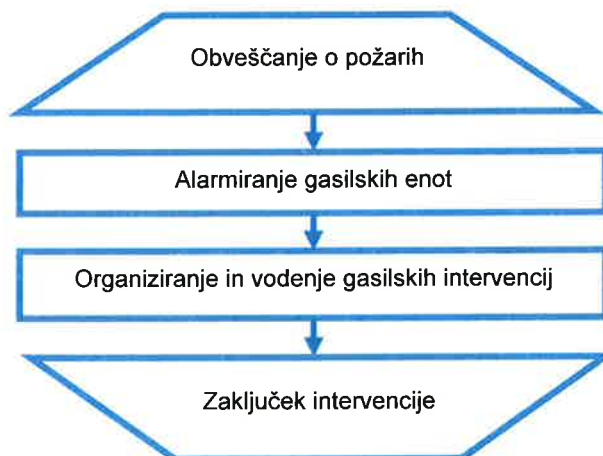 Obveščanje o požarih
Alarmiranje gasilskih enot
Organiziranje in vodenje gasilskih intervencij
Zaključek intervencije